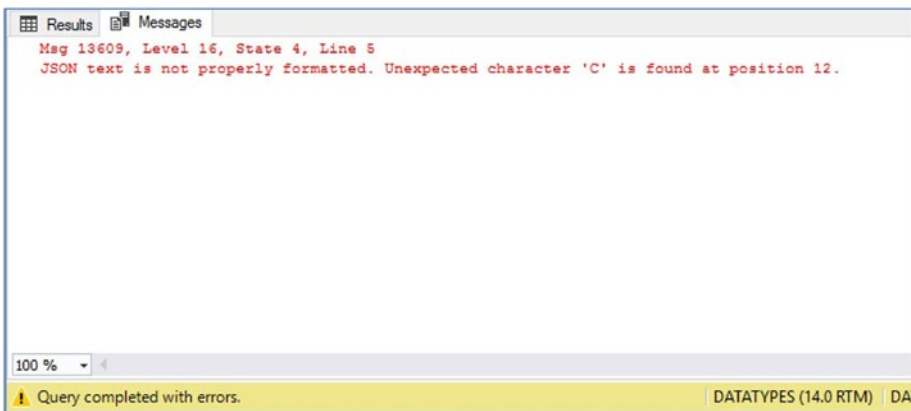 Results Messages
Msg 13609, Level 16, State 4, Line 5
JSON text is not properly formatted. Unexpected character 'C' is found at position 12.
100 %
Query completed with errors. DATATYPES (14.0 RTM) DA